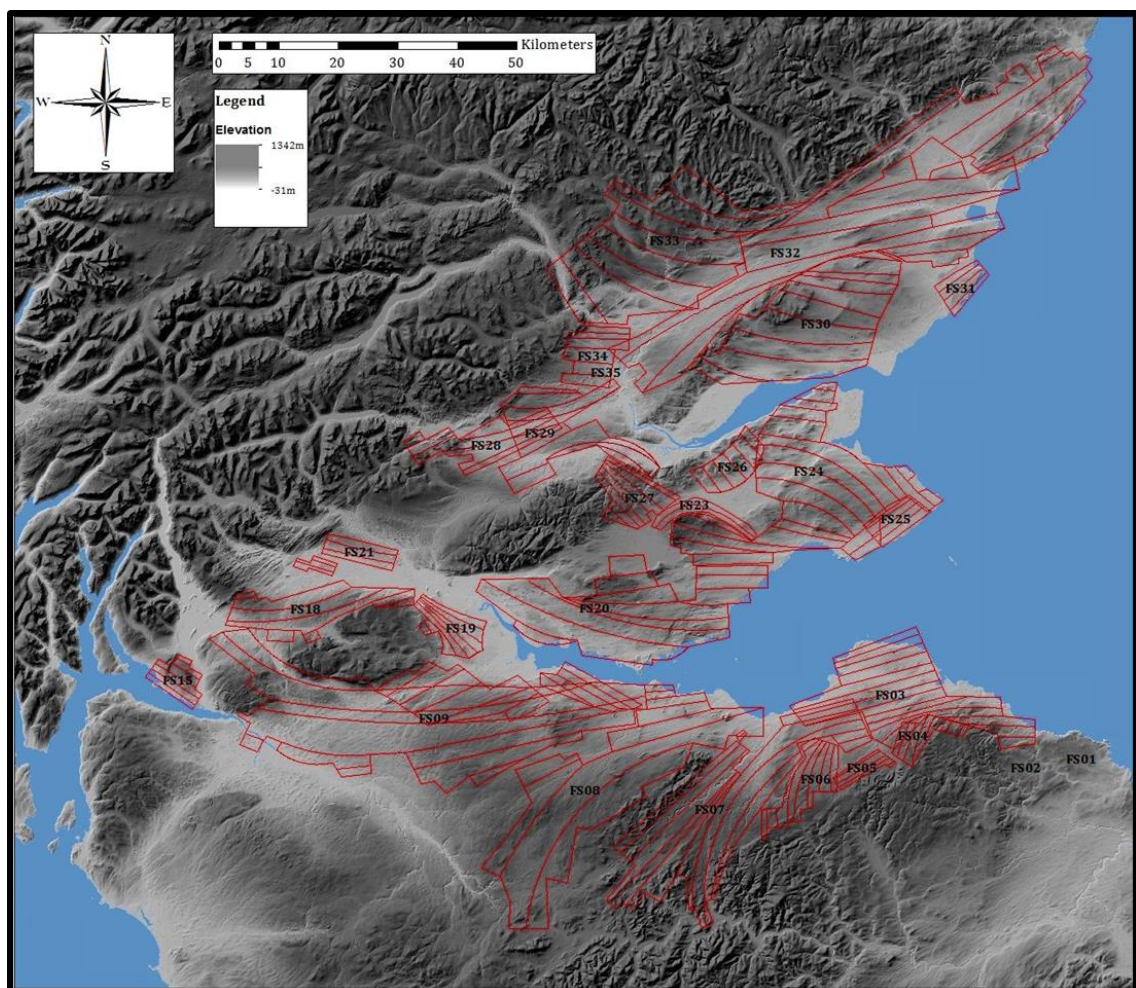 N
W E
S
Kilometers
0 5 10 20 30 40 50
Legend
Elevation
1342m
-31m
FS33
FS32
FS31
FS30
FS34
FS35
FS29
FS28
FS26
FS24
FS27
FS23
FS25
FS21
FS18
FS20
FS19
FS15
FS03
FS09
FS04
FS01
FS02
FS05
FS06
FS08
FS07